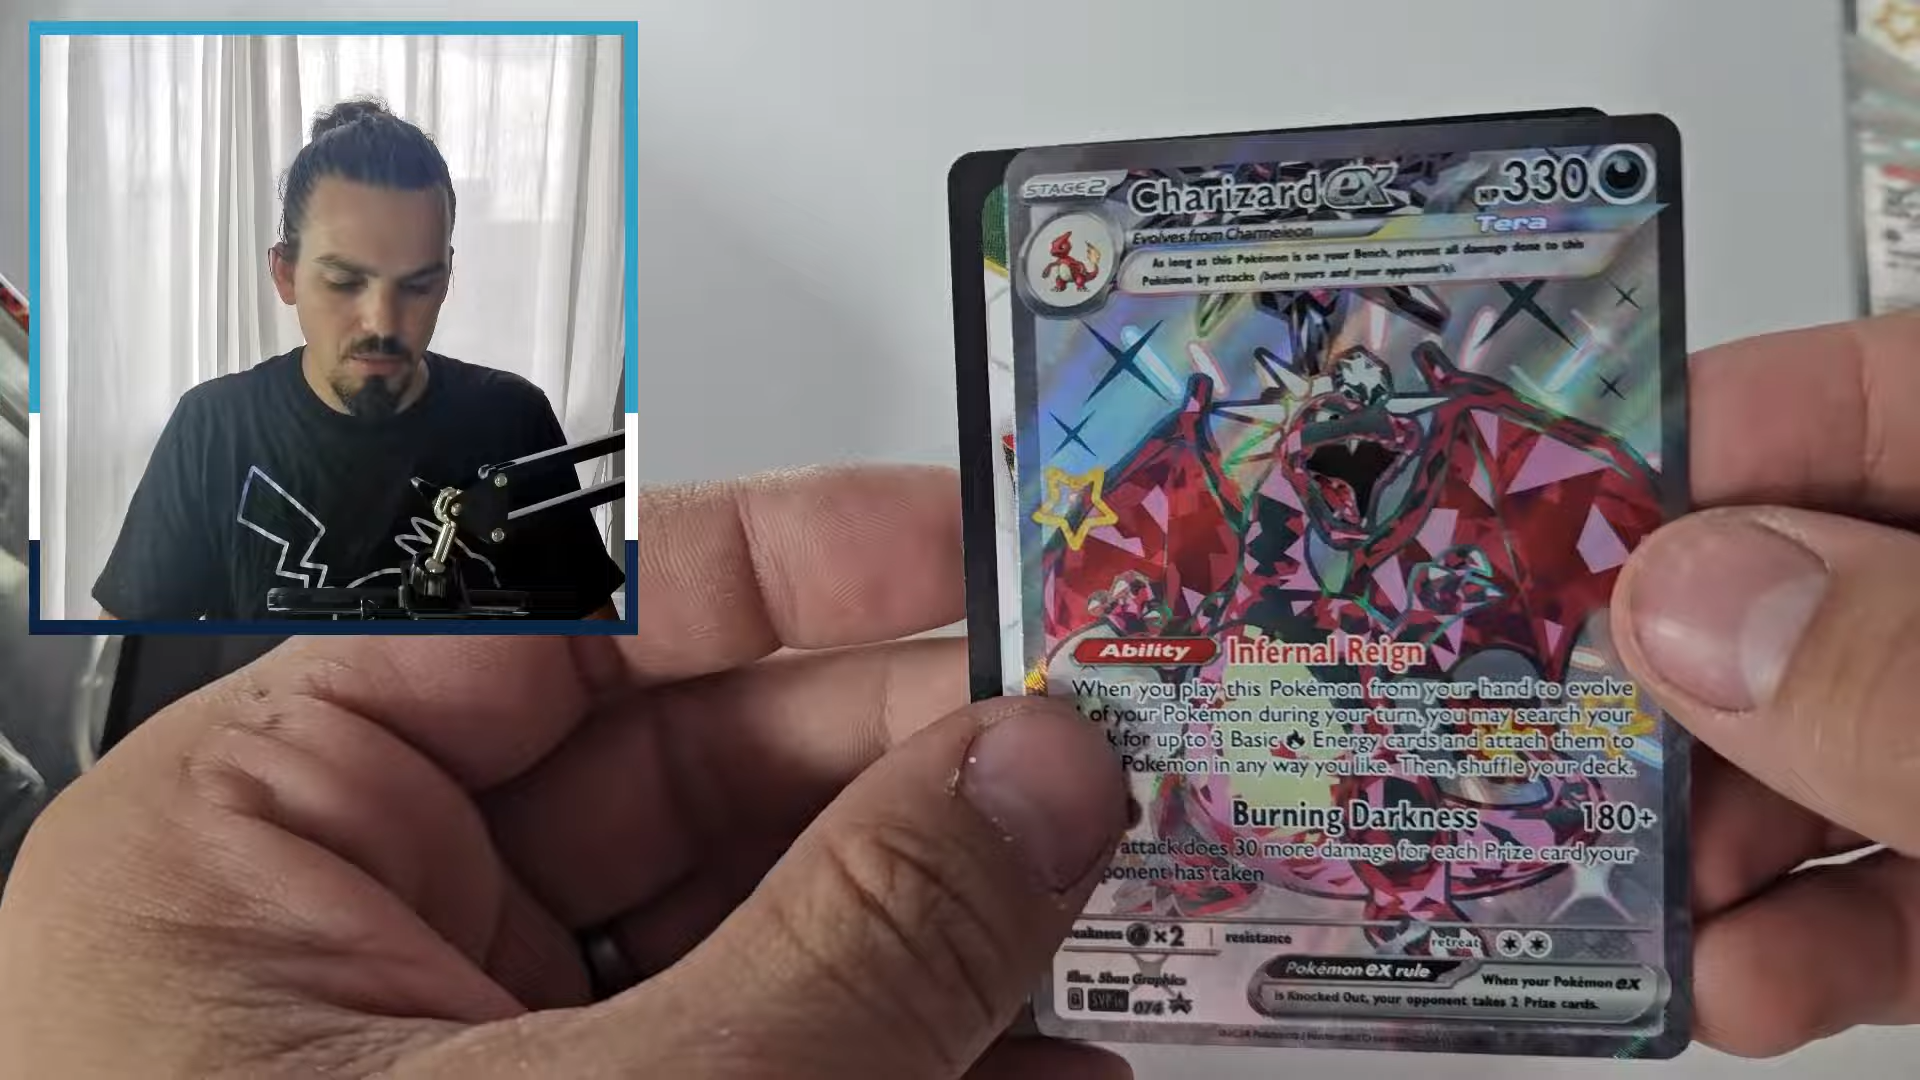 STAGE2 Charizard ex HP 330
Tera
Evolves from Charmeleon
As long as this Pokémon is on your Bench, prevent all damage done to this
Pokémon by attacks (both yours and your opponent's).
Ability Infernal Reign
When you play this Pokémon from your hand to evolve
of your Pokémon during your turn, you may search your
k for up to 3 Basic Energy cards and attach them to
Pokémon in any way you like. Then, shuffle your deck.
Burning Darkness 180+
attack does 30 more damage for each Prize card your
ponent has taken
eakness ×2 resistance retreat
Pokémon ex rule When your Pokémon ex
is Knocked Out, your opponent takes 2 Prize cards.
Illus. 5ban Graphics
G SVP EN 074